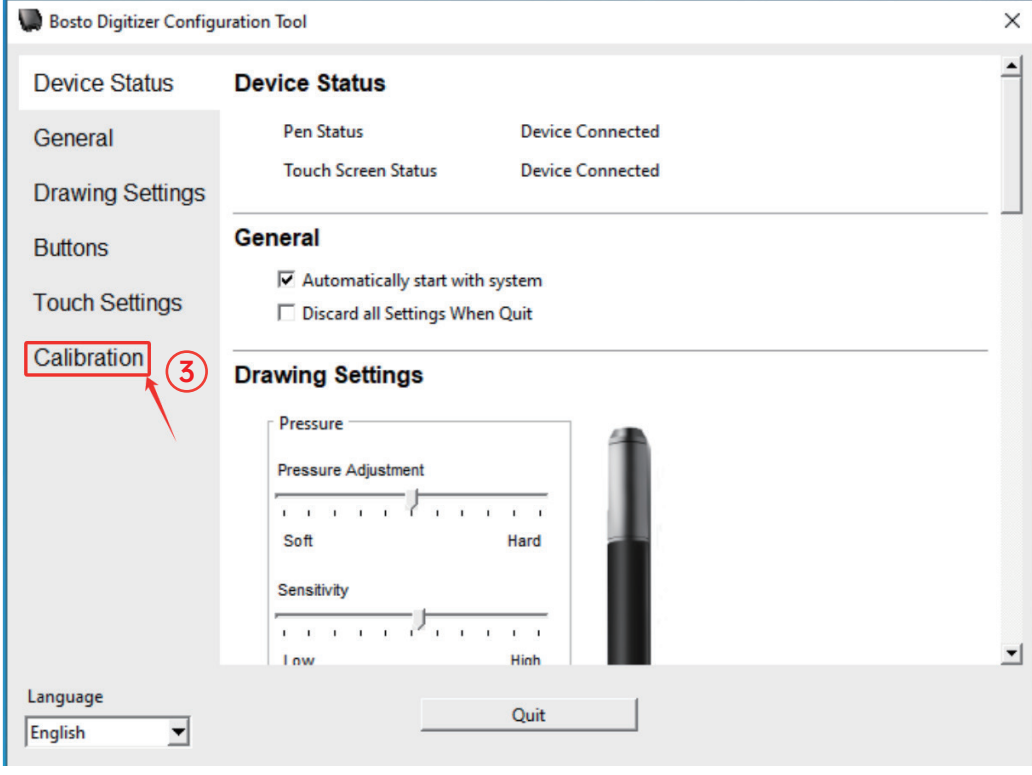 Bosto Digitizer Configuration Tool
Device Status
General
Drawing Settings
Buttons
Touch Settings
Calibration
3
Device Status
Pen Status Device Connected
Touch Screen Status Device Connected
General
Automatically start with system
Discard all Settings When Quit
Drawing Settings
Pressure
Pressure Adjustment
Soft Hard
Sensitivity
Low High
Language
English
Quit